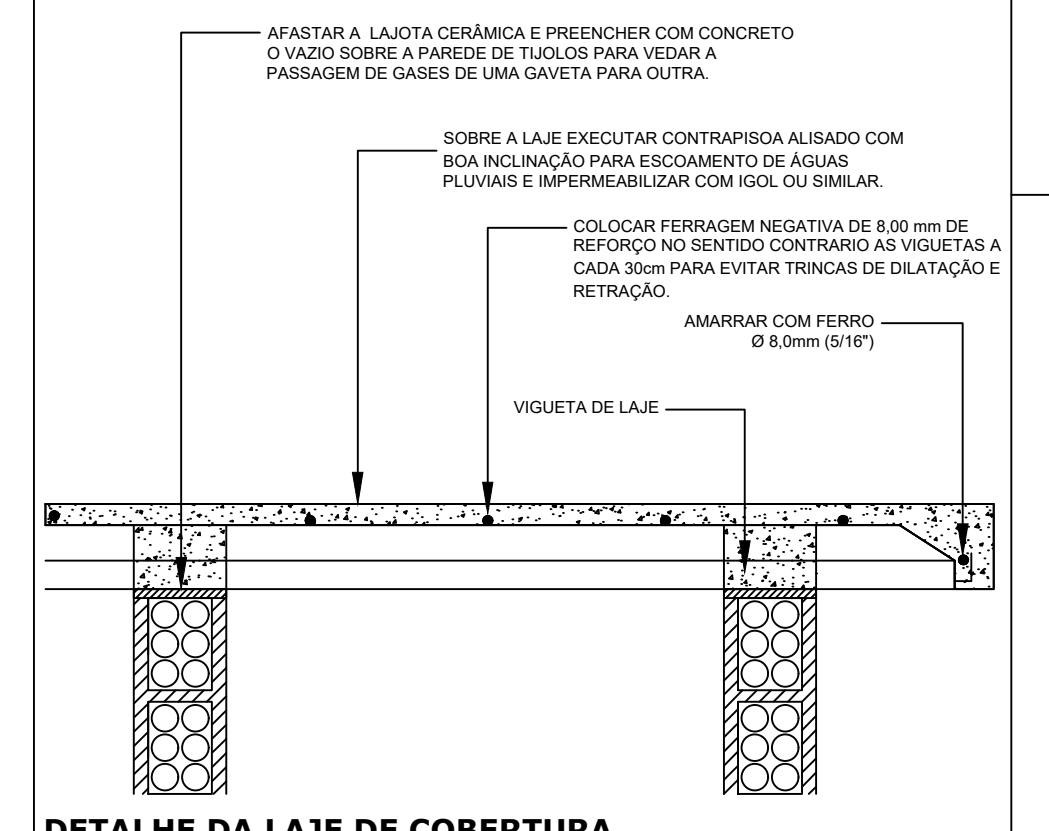 AFASTAR A LAJOTA CERÂMICA E PREENCHER COM CONCRETO
O VAZIO SOBRE A PAREDE DE TIJOLOS PARA VEDAR A
PASSAGEM DE GASES DE UMA GAVETA PARA OUTRA.
SOBRE A LAJE EXECUTAR CONTRAPISOA ALISADO COM
BOA INCLINAÇÃO PARA ESCOAMENTO DE ÁGUAS
PLUVIAIS E IMPERMEABILIZAR COM IGOL OU SIMILAR.
COLOCAR FERRAGEM NEGATIVA DE 8,00 mm DE
REFORÇO NO SENTIDO CONTRARIO AS VIGUETAS A
CADA 30cm PARA EVITAR TRINCAS DE DILATAÇÃO E
RETRAÇÃO.
AMARRAR COM FERRO
Ø 8,0mm (5/16")
VIGUETA DE LAJE
DETALHE DA LAJE DE COBERTURA